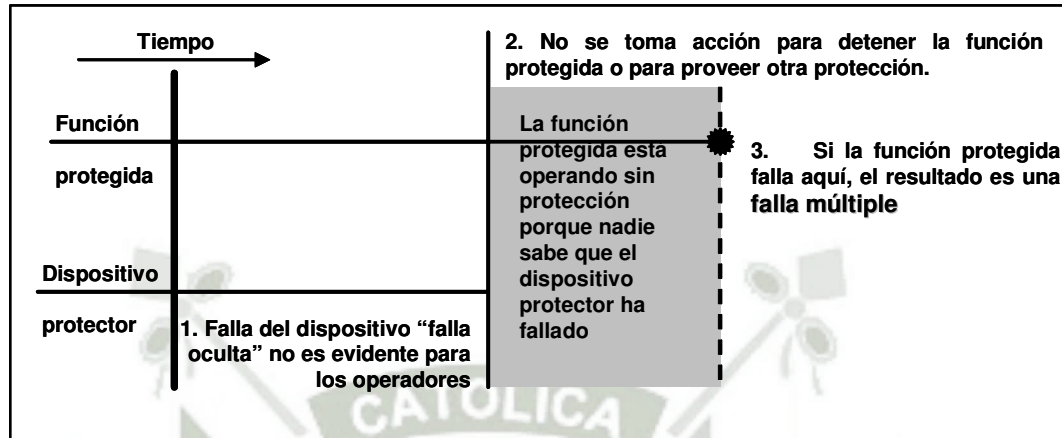 Tiempo
2. No se toma acción para detener la función
protegida o para proveer otra protección.
Función
protegida
La función
protegida esta
operando sin
protección
porque nadie
sabe que el
dispositivo
protector ha
fallado
3. Si la función protegida
falla aquí, el resultado es una
falla múltiple
Dispositivo
protector
1. Falla del dispositivo “falla
oculta” no es evidente para
los operadores
CATOLICA